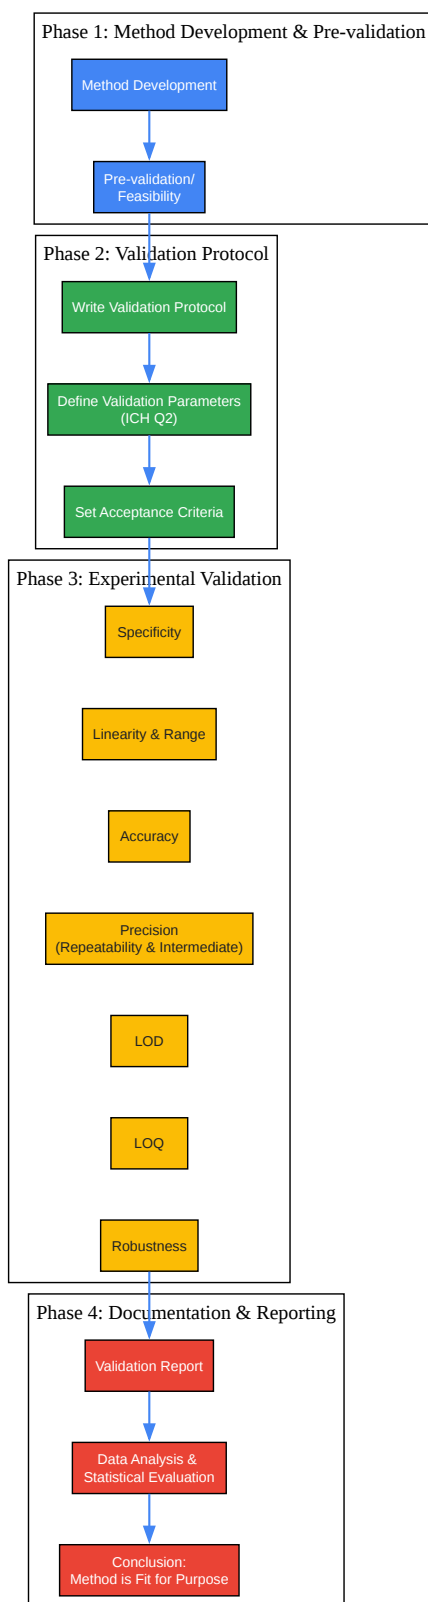 Phase 1: Method Development & Pre-validation
Method Development
Pre-validation/
Feasibility
Phase 2: Validation Protocol
Write Validation Protocol
Define Validation Parameters
(ICH Q2)
Set Acceptance Criteria
Phase 3: Experimental Validation
Specificity
Linearity & Range
Accuracy
Precision
(Repeatability & Intermediate)
LOD
LOQ
Robustness
Phase 4: Documentation & Reporting
Validation Report
Data Analysis &
Statistical Evaluation
Conclusion:
Method is Fit for Purpose